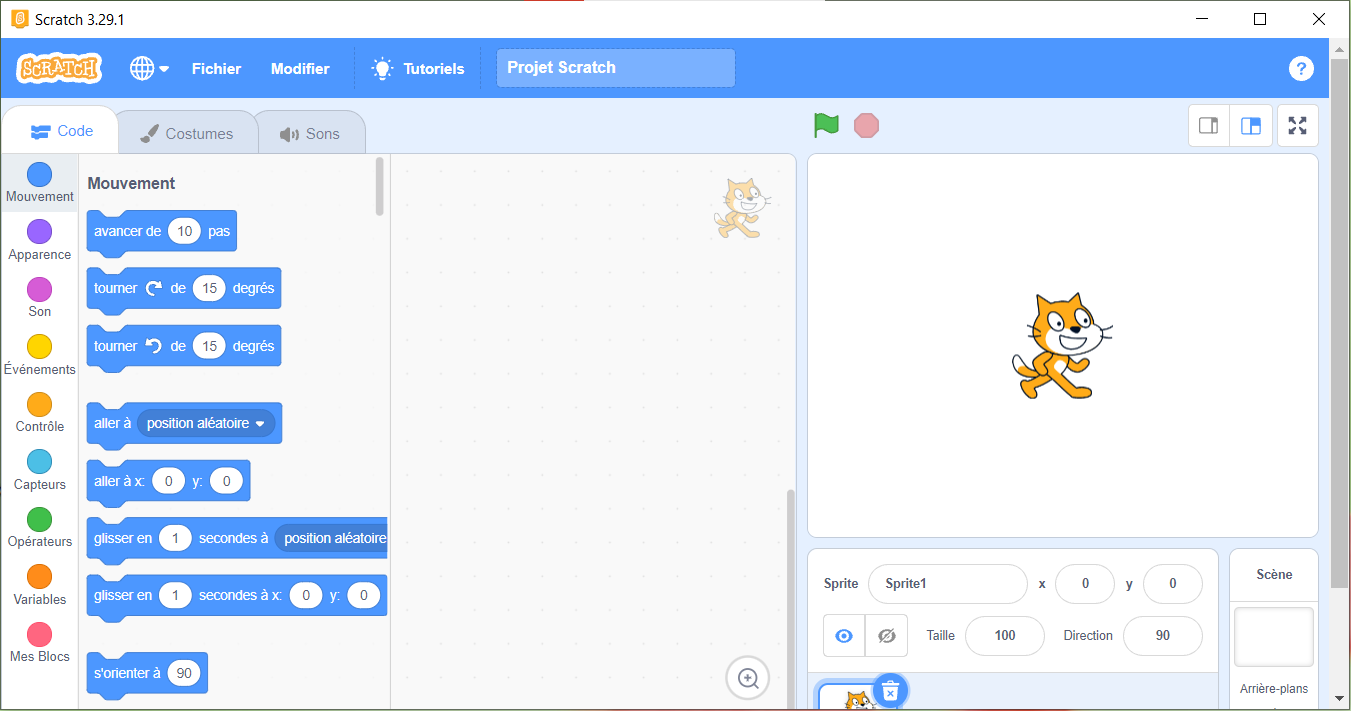 Scratch 3.29.1
SCRATCH Fichier Modifier Tutoriels Projet Scratch ?
Code Costumes Sons
Mouvement
Apparence
Son
Événements
Contrôle
Capteurs
Opérateurs
Variables
Mes Blocs
Mouvement
avancer de 10 pas
tourner de 15 degrés
tourner de 15 degrés
aller à position aléatoire
aller à x: 0 y: 0
glisser en 1 secondes à position aléatoire
glisser en 1 secondes à x: 0 y: 0
s'orienter à 90
Sprite Sprite1 x 0 y 0
Taille 100 Direction 90
Scène
Arrière-plans